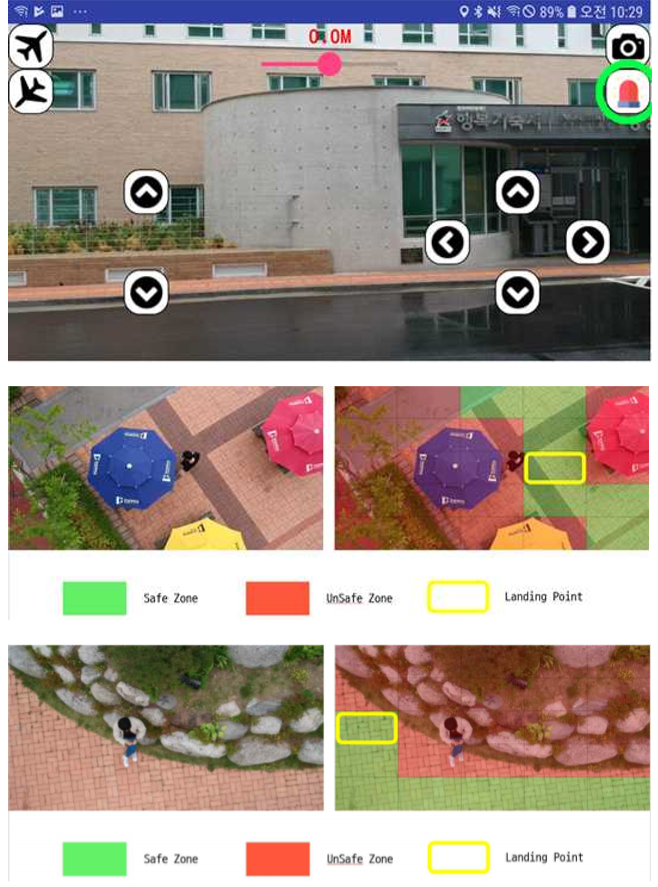 89% 오전 10:29
0.0M
행복기숙사
Safe Zone
UnSafe Zone
Landing Point
Safe Zone
UnSafe Zone
Landing Point